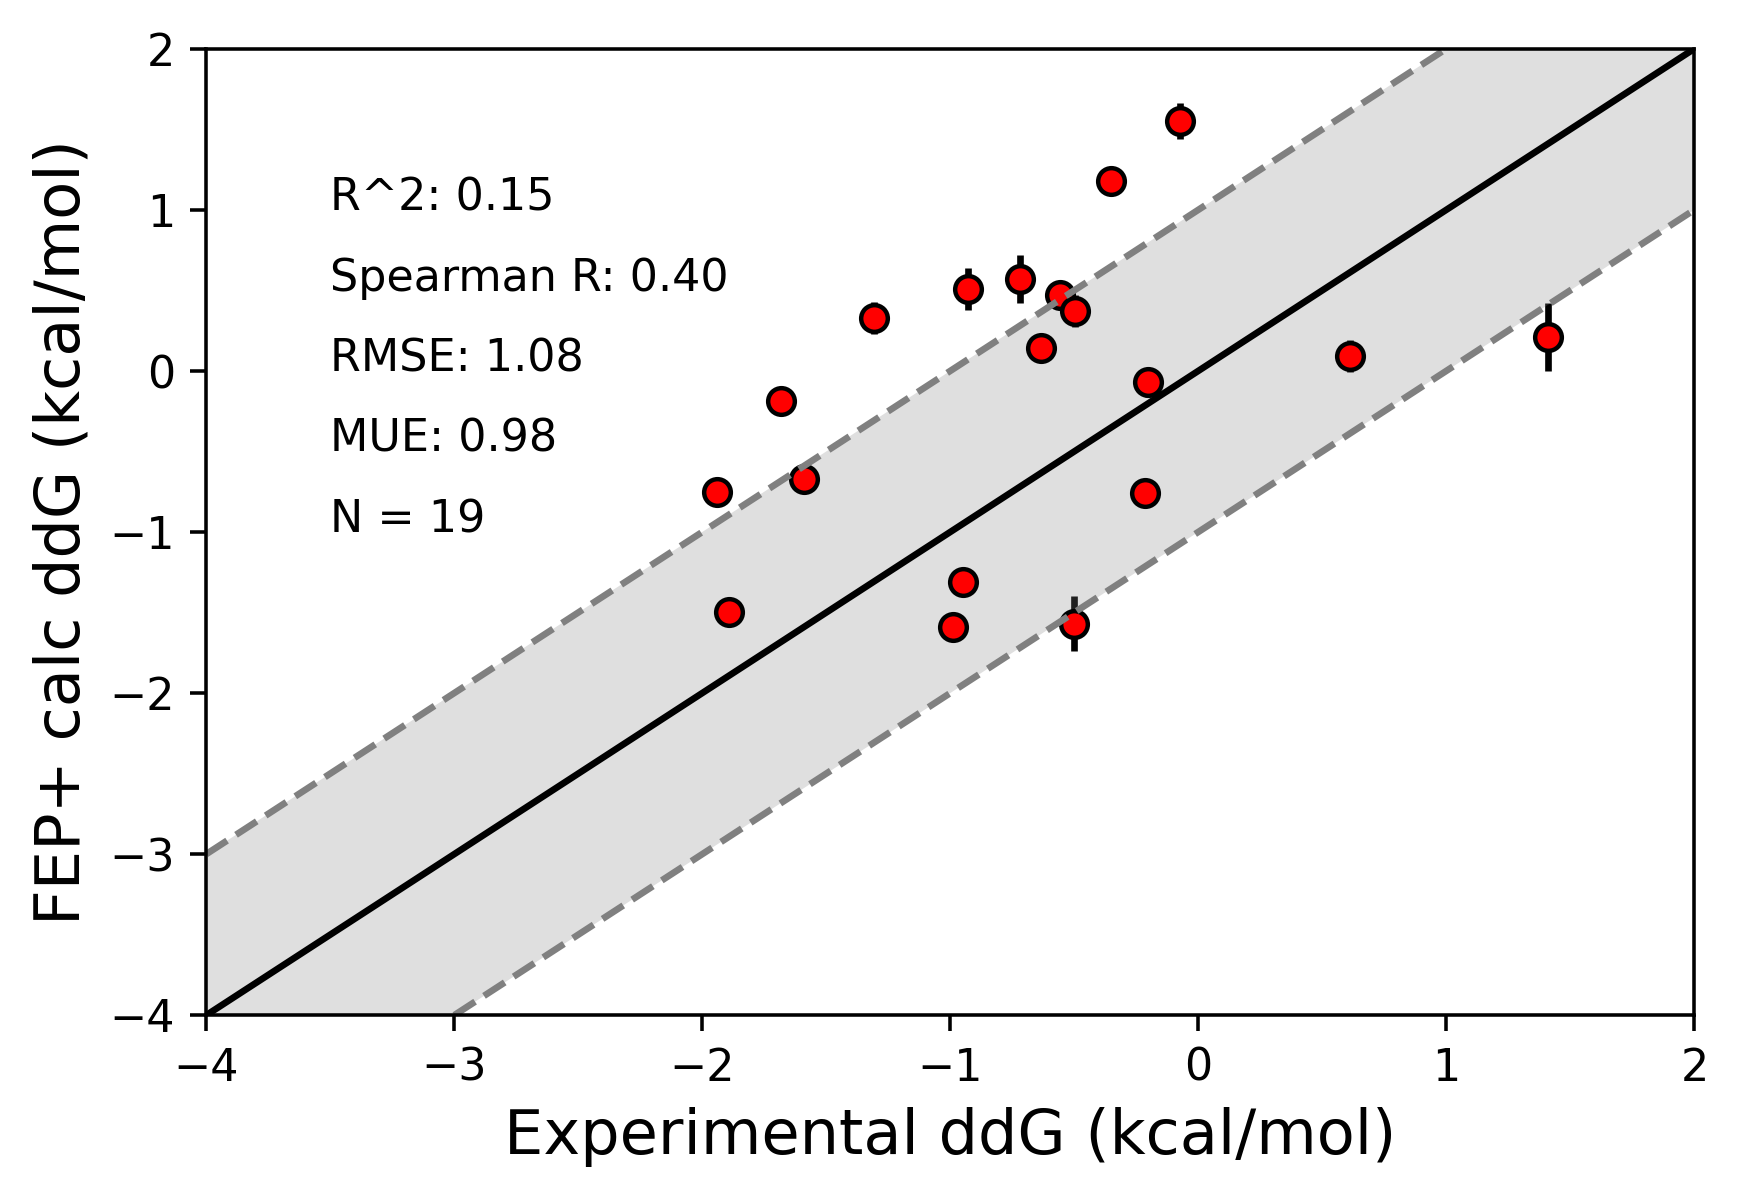 2
1
0
−1
−2
−3
−4
FEP+ calc ddG (kcal/mol)
R^2: 0.15
Spearman R: 0.40
RMSE: 1.08
MUE: 0.98
N = 19
−4 −3 −2 −1 0 1 2
Experimental ddG (kcal/mol)